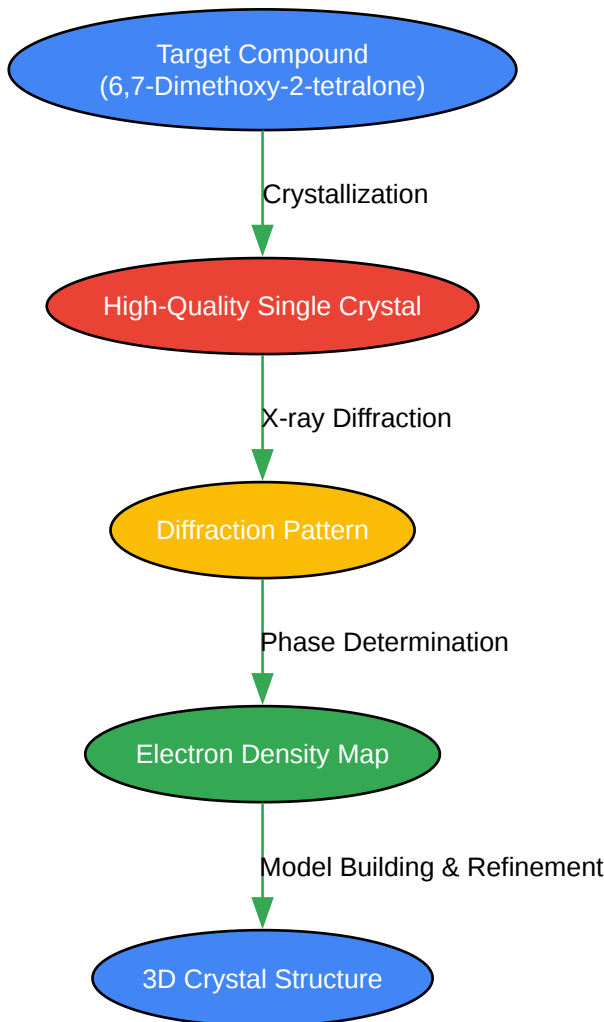 Target Compound
(6,7-Dimethoxy-2-tetralone)
Crystallization
High-Quality Single Crystal
X-ray Diffraction
Diffraction Pattern
Phase Determination
Electron Density Map
Model Building & Refinement
3D Crystal Structure